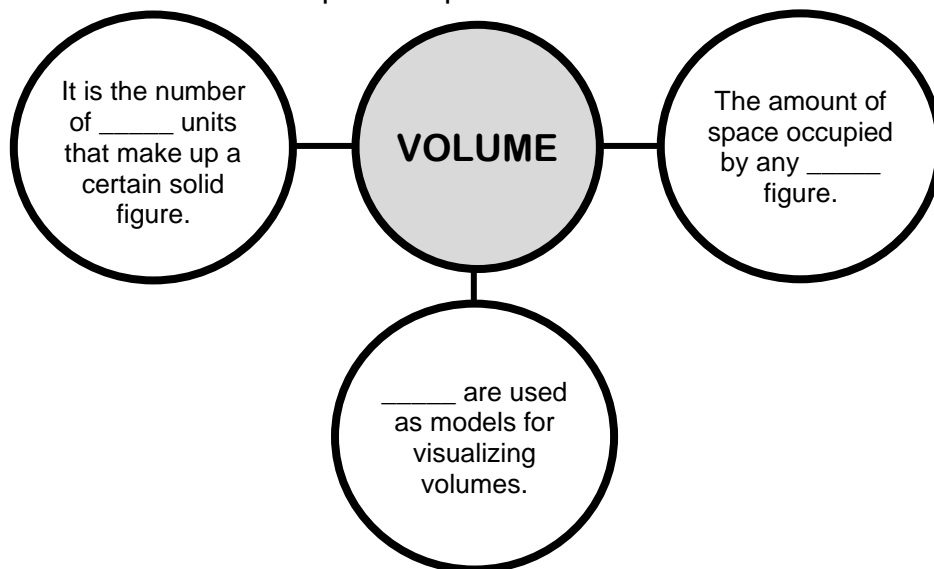 It is the number
of _____ units
that make up a
certain solid
figure.
VOLUME
The amount of
space occupied
by any _____
figure.
_____ are used
as models for
visualizing
volumes.